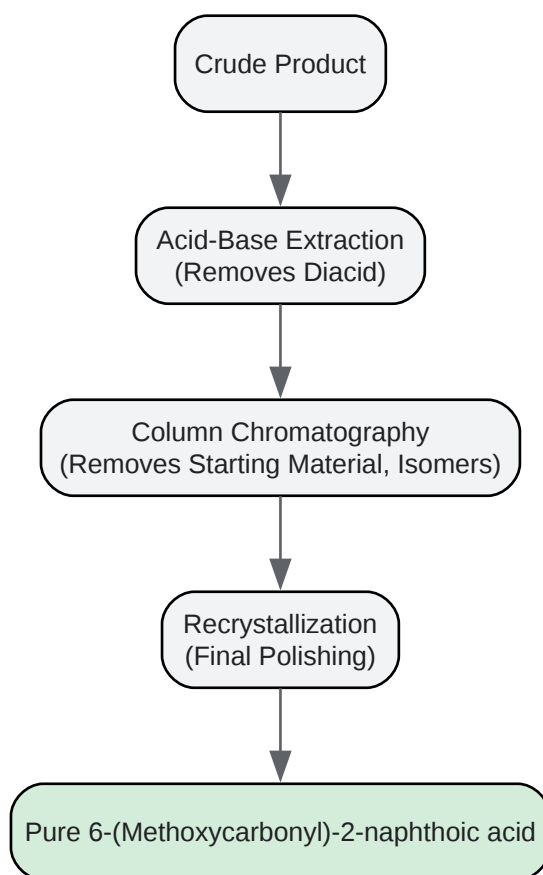 Crude Product
Acid-Base Extraction
(Removes Diacid)
Column Chromatography
(Removes Starting Material, Isomers)
Recrystallization
(Final Polishing)
Pure 6-(Methoxycarbonyl)-2-naphthoic acid